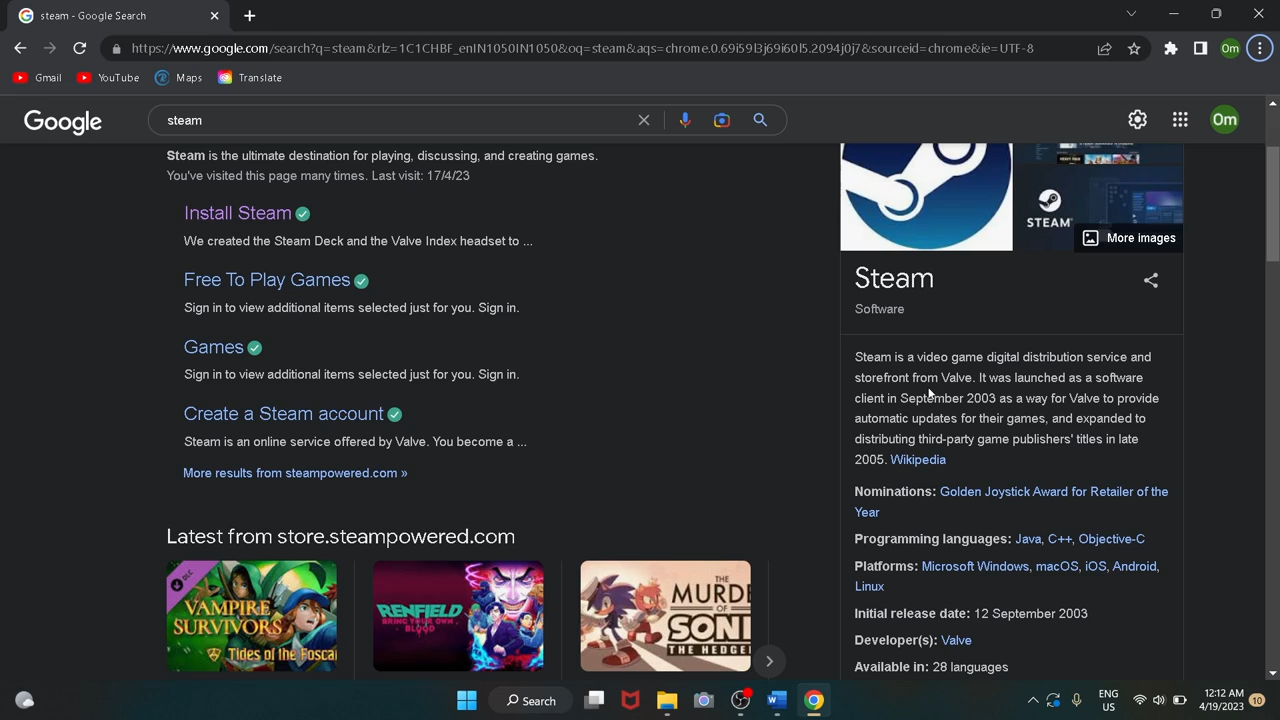 steam - Google Search
https://www.google.com/search?q=steam&rlz=1C1CHBF_enIN1050IN1050&oq=steam&aqs=chrome.0.69i59l3j69i60l5.2094j0j7&sourceid=chrome&ie=UTF-8
Om
Gmail
YouTube
Maps
Translate
Google
steam
Om
Steam is the ultimate destination for playing, discussing, and creating games.
You've visited this page many times. Last visit: 17/4/23
Install Steam
We created the Steam Deck and the Valve Index headset to ...
Free To Play Games
Sign in to view additional items selected just for you. Sign in.
Games
Sign in to view additional items selected just for you. Sign in.
Create a Steam account
Steam is an online service offered by Valve. You become a ...
More results from steampowered.com »
Latest from store.steampowered.com
DLC
VAMPIRE
SURVIVORS
Tides of the Foscari
RENFIELD
BRING YOUR OWN
BLOOD
THE
MURDE
OF
SONI
THE HEDGEH
STEAM
More images
Steam
Software
Steam is a video game digital distribution service and
storefront from Valve. It was launched as a software
client in September 2003 as a way for Valve to provide
automatic updates for their games, and expanded to
distributing third-party game publishers' titles in late
2005. Wikipedia
Nominations: Golden Joystick Award for Retailer of the
Year
Programming languages: Java, C++, Objective-C
Platforms: Microsoft Windows, macOS, iOS, Android,
Linux
Initial release date: 12 September 2003
Developer(s): Valve
Available in: 28 languages
Search
ENG
US
12:12 AM
4/19/2023
10